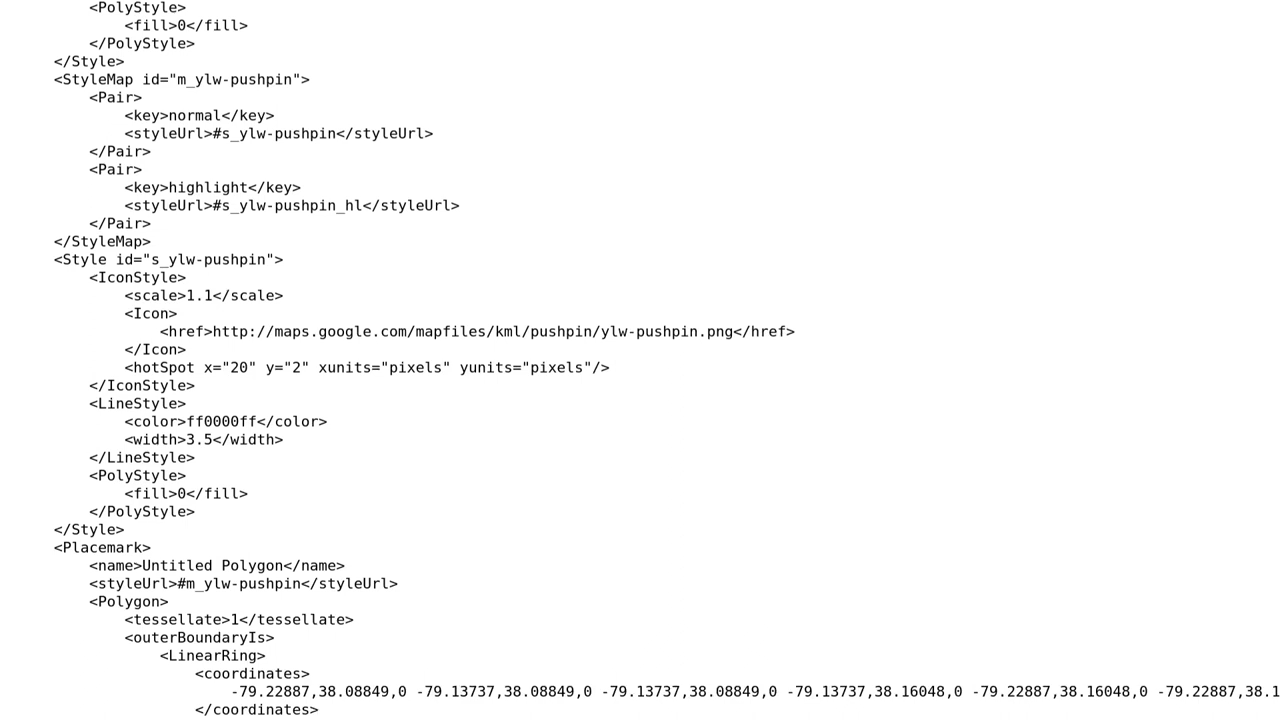 <PolyStyle>
<fill>0</fill>
</PolyStyle>
</Style>
<StyleMap id="m_ylw-pushpin">
<Pair>
<key>normal</key>
<styleUrl>#s_ylw-pushpin</styleUrl>
</Pair>
<Pair>
<key>highlight</key>
<styleUrl>#s_ylw-pushpin_hl</styleUrl>
</Pair>
</StyleMap>
<Style id="s_ylw-pushpin">
<IconStyle>
<scale>1.1</scale>
<Icon>
<href>http://maps.google.com/mapfiles/kml/pushpin/ylw-pushpin.png</href>
</Icon>
<hotSpot x="20" y="2" xunits="pixels" yunits="pixels"/>
</IconStyle>
<LineStyle>
<color>ff0000ff</color>
<width>3.5</width>
</LineStyle>
<PolyStyle>
<fill>0</fill>
</PolyStyle>
</Style>
<Placemark>
<name>Untitled Polygon</name>
<styleUrl>#m_ylw-pushpin</styleUrl>
<Polygon>
<tessellate>1</tessellate>
<outerBoundaryIs>
<LinearRing>
<coordinates>
-79.22887,38.08849,0 -79.13737,38.08849,0 -79.13737,38.08849,0 -79.13737,38.16048,0 -79.22887,38.16048,0 -79.22887,38.1
</coordinates>